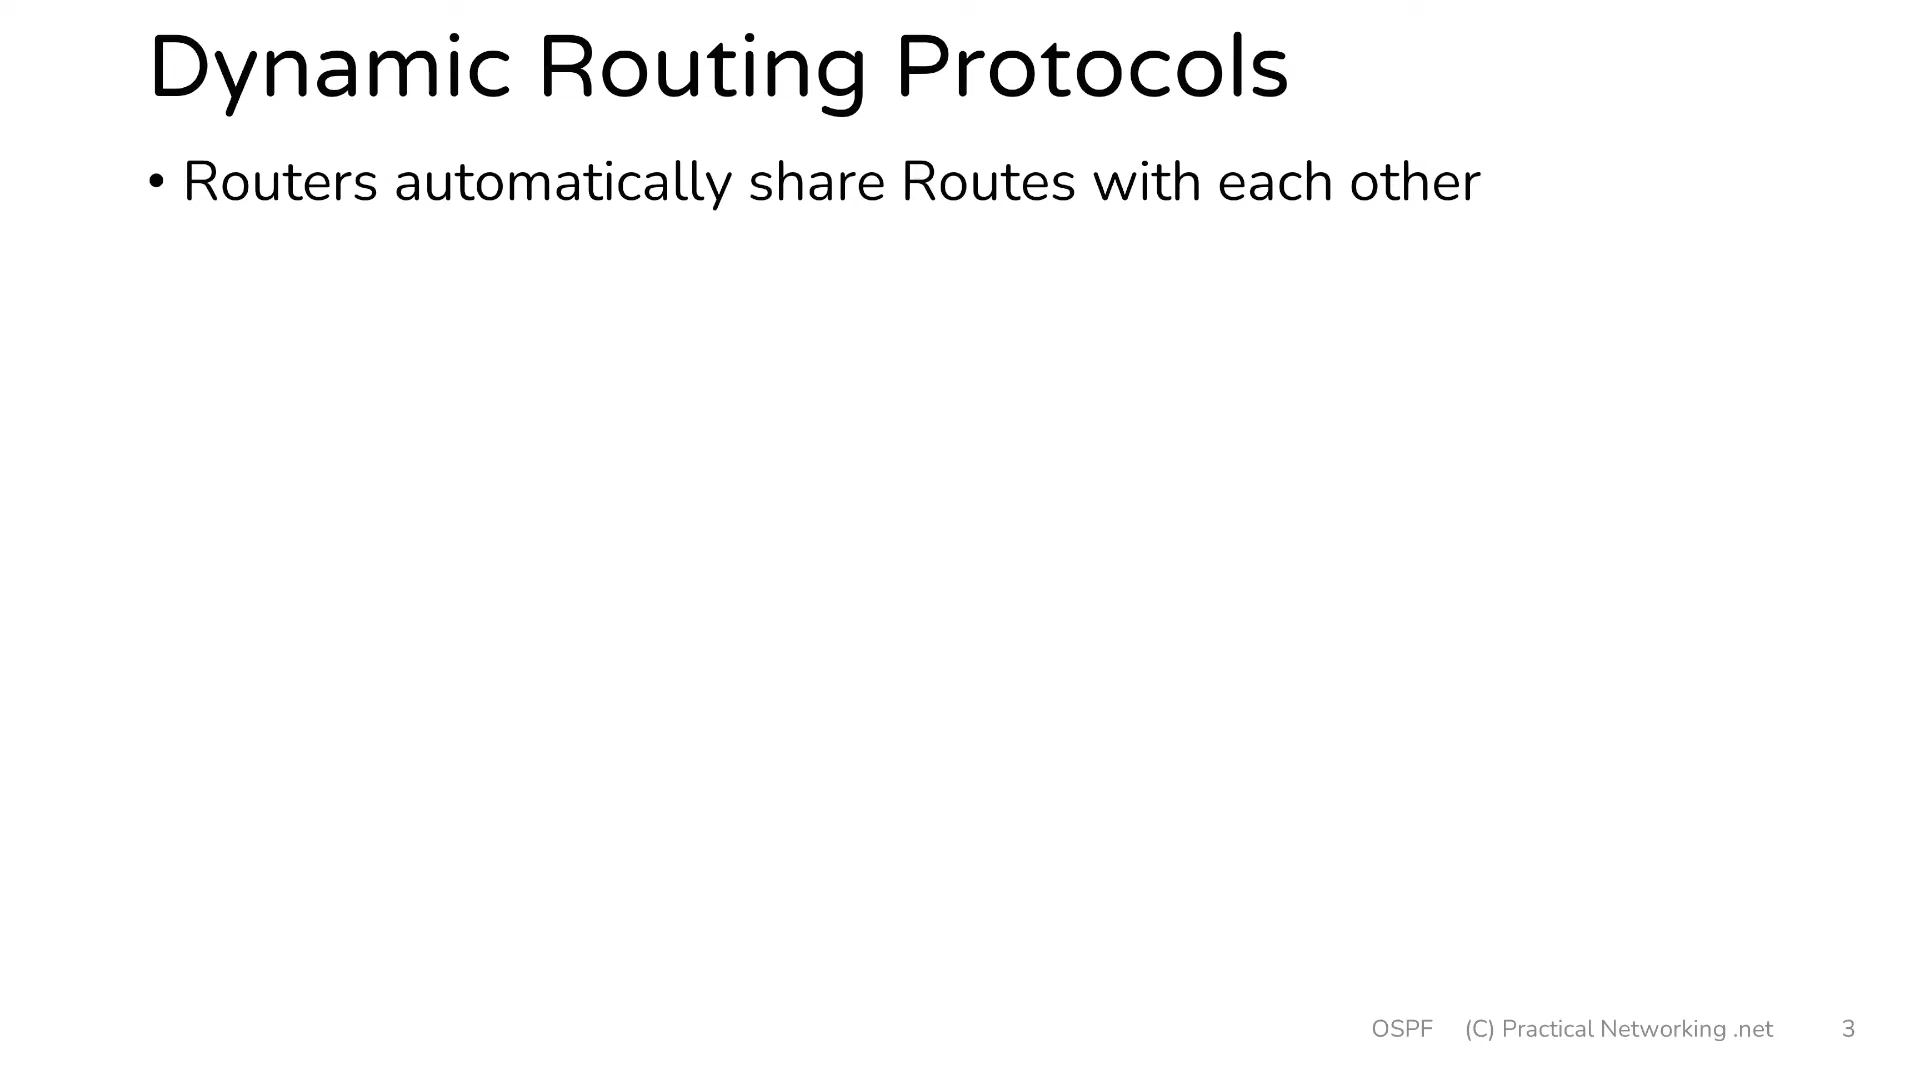 Dynamic Routing Protocols
• Routers automatically share Routes with each other
OSPF (C) Practical Networking .net 3